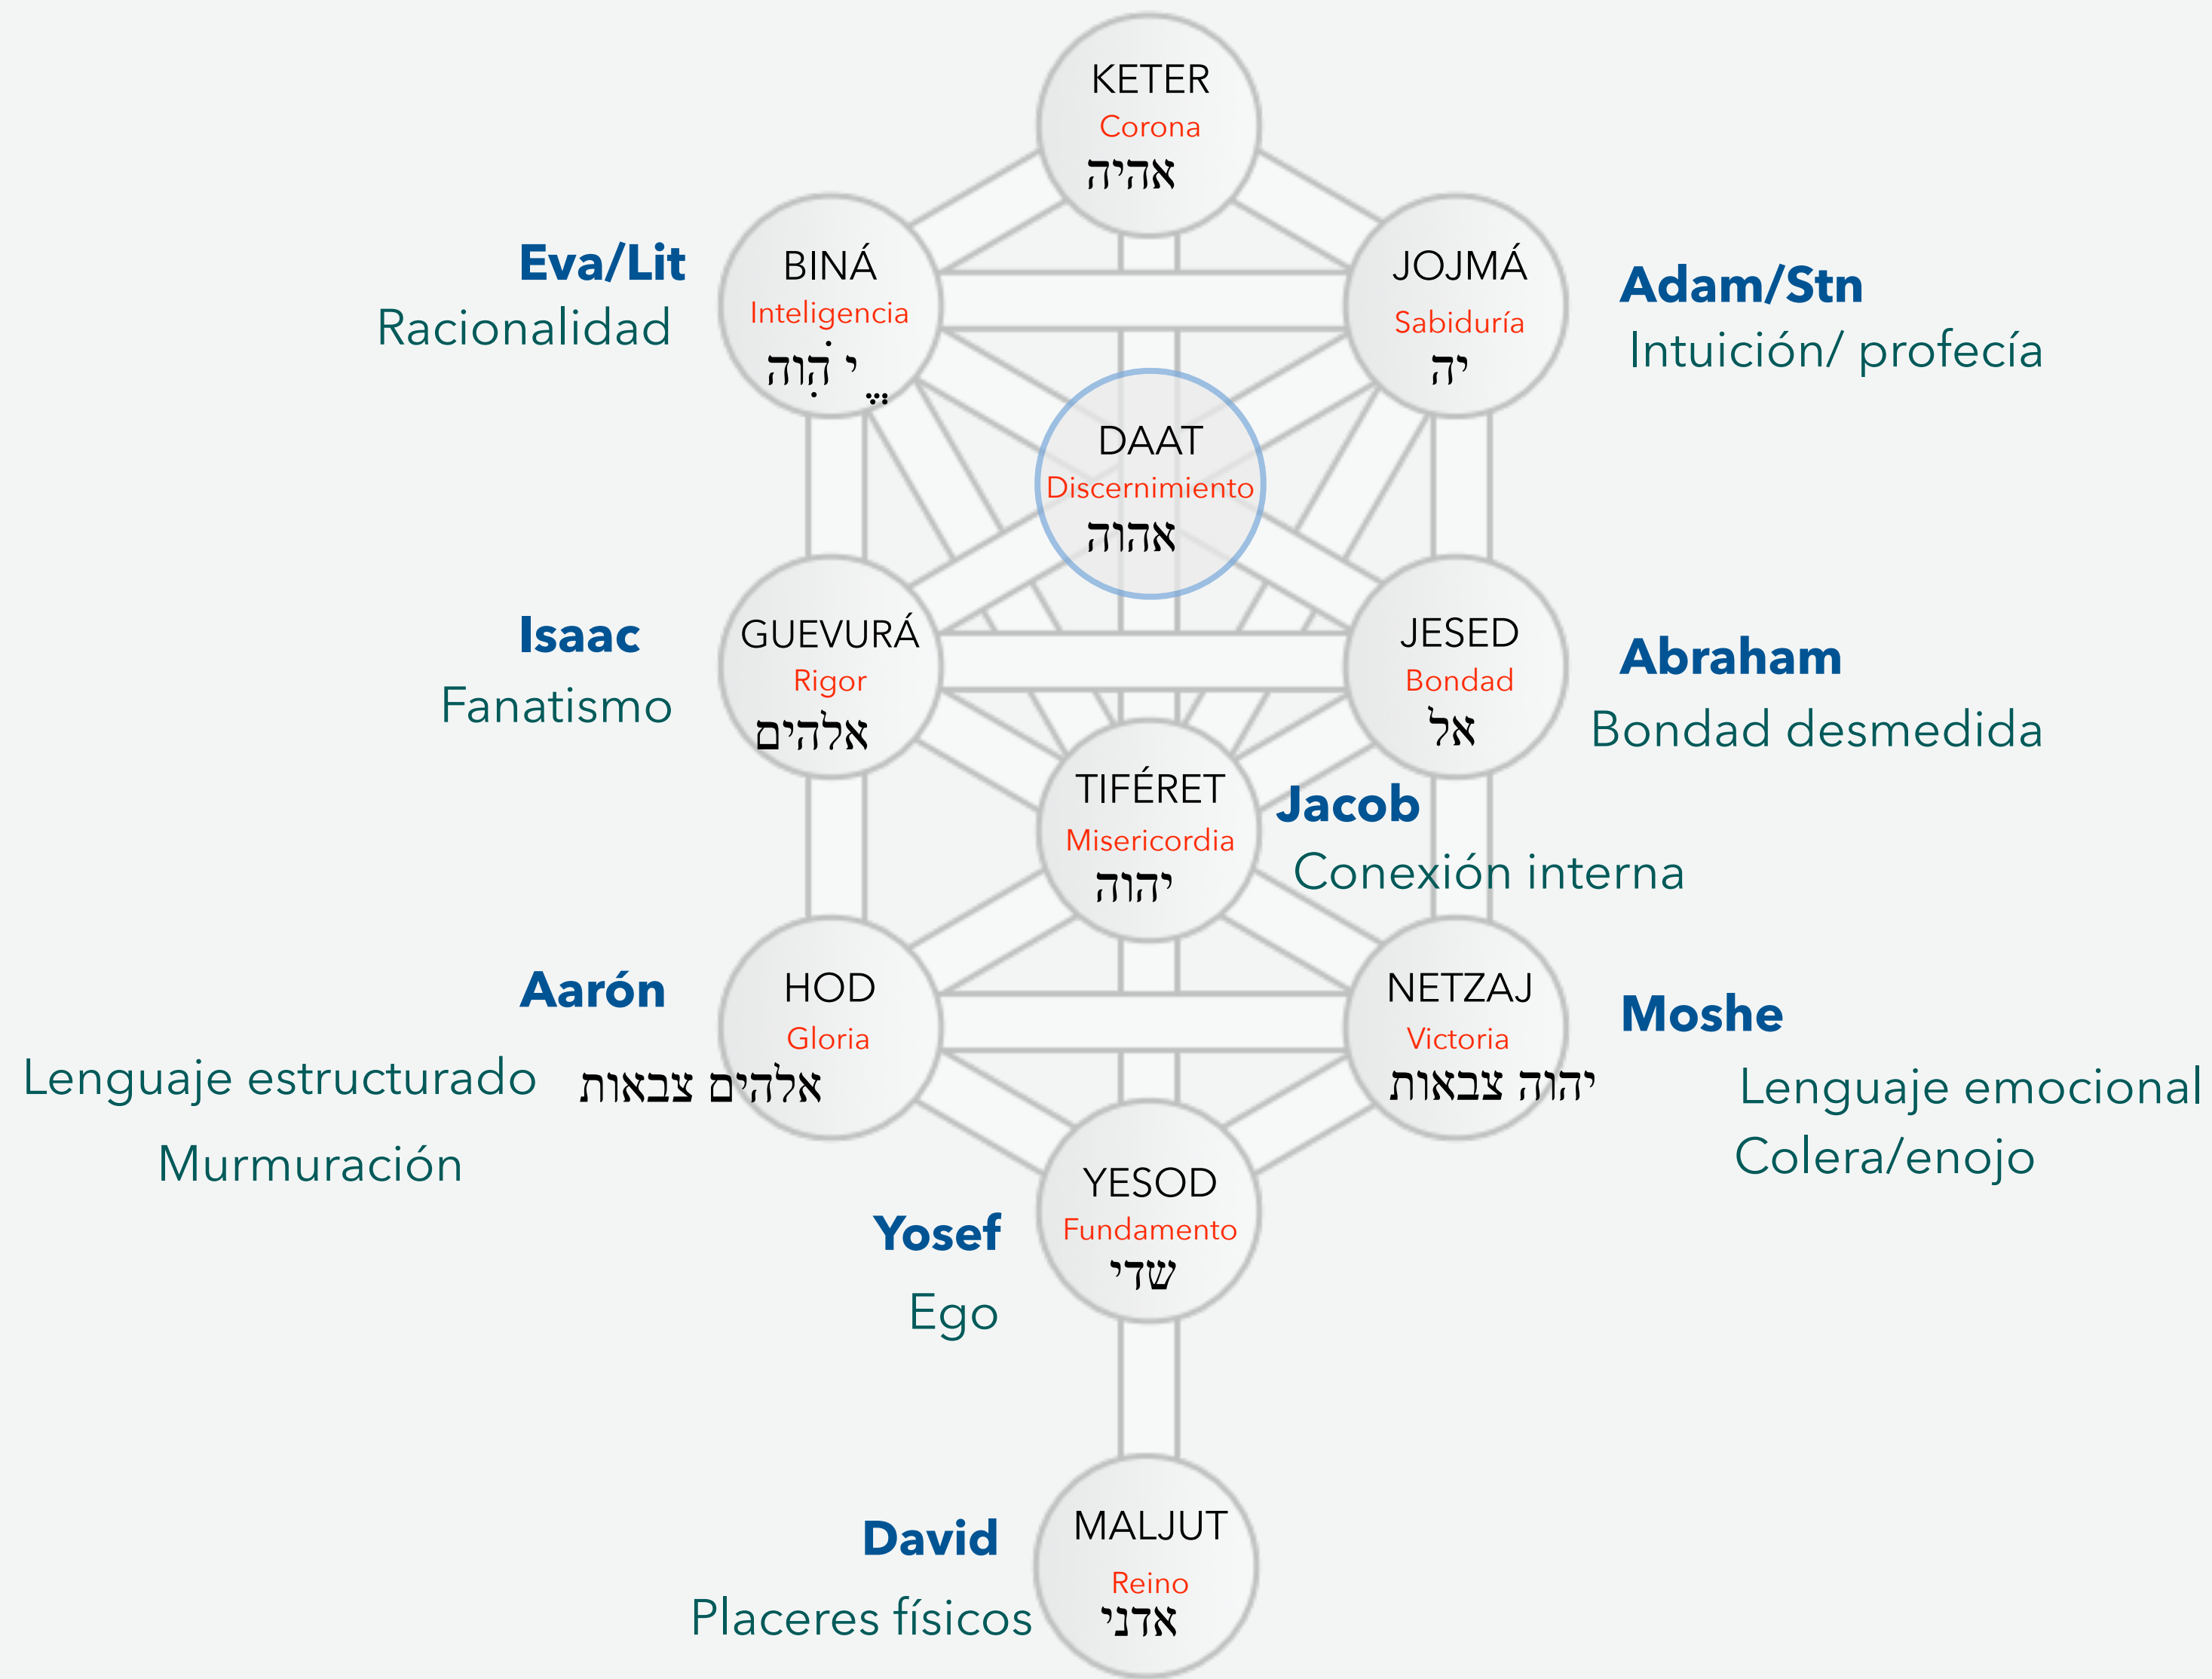 KETER
Corona
אהיה
Eva/Lit
Racionalidad
BINÁ
Inteligencia
יֱהֹוִה
JOJMÁ
Sabiduría
יה
Adam/Stn
Intuición/ profecía
DAAT
Discernimiento
אהוה
Isaac
Fanatismo
GUEVURÁ
Rigor
אלהים
JESED
Bondad
אל
Abraham
Bondad desmedida
TIFÉRET
Misericordia
יהוה
Jacob
Conexión interna
Aarón
Lenguaje estructurado
Murmuración
HOD
Gloria
אלהים צבאות
NETZAJ
Victoria
יהוה צבאות
Moshe
Lenguaje emocional
Colera/enojo
Yosef
Ego
YESOD
Fundamento
שדי
David
Placeres físicos
MALJUT
Reino
אדני